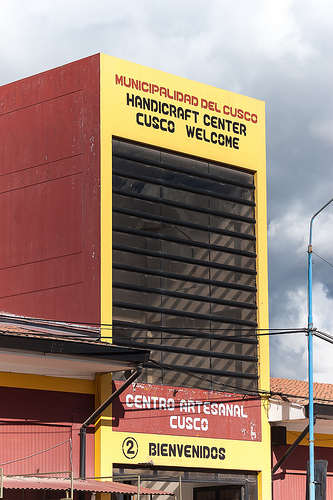 MUNICIPALIDAD DEL CUSCO
HANDICRAFT CENTER
CUSCO WELCOME
CENTRO ARTESANAL
CUSCO
2 BIENVENIDOS